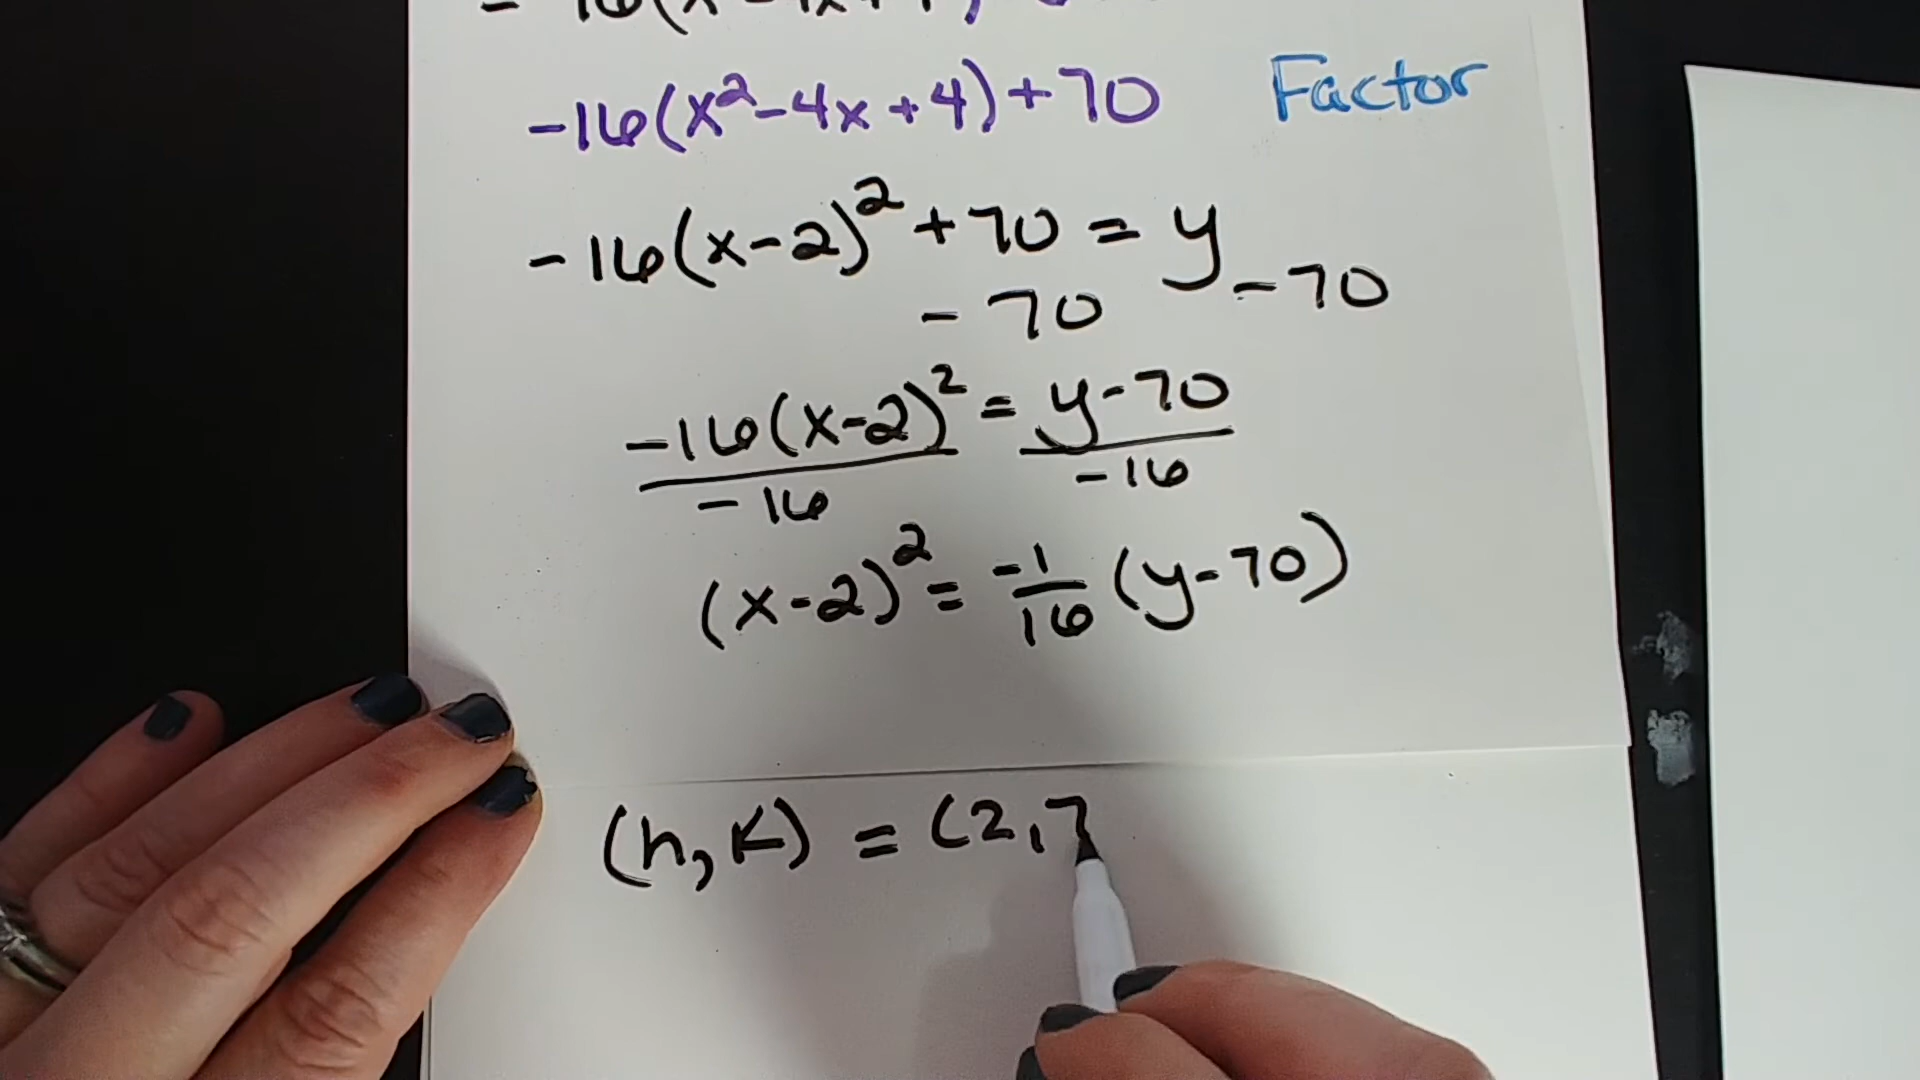 -16(x²-4x+4)+70 Factor
-16(x-2)²+70 = y
-70 -70
-16(x-2)² = y-70
-16 -16
(x-2)² = -1/16 (y-70)
(h,K) = (2,7